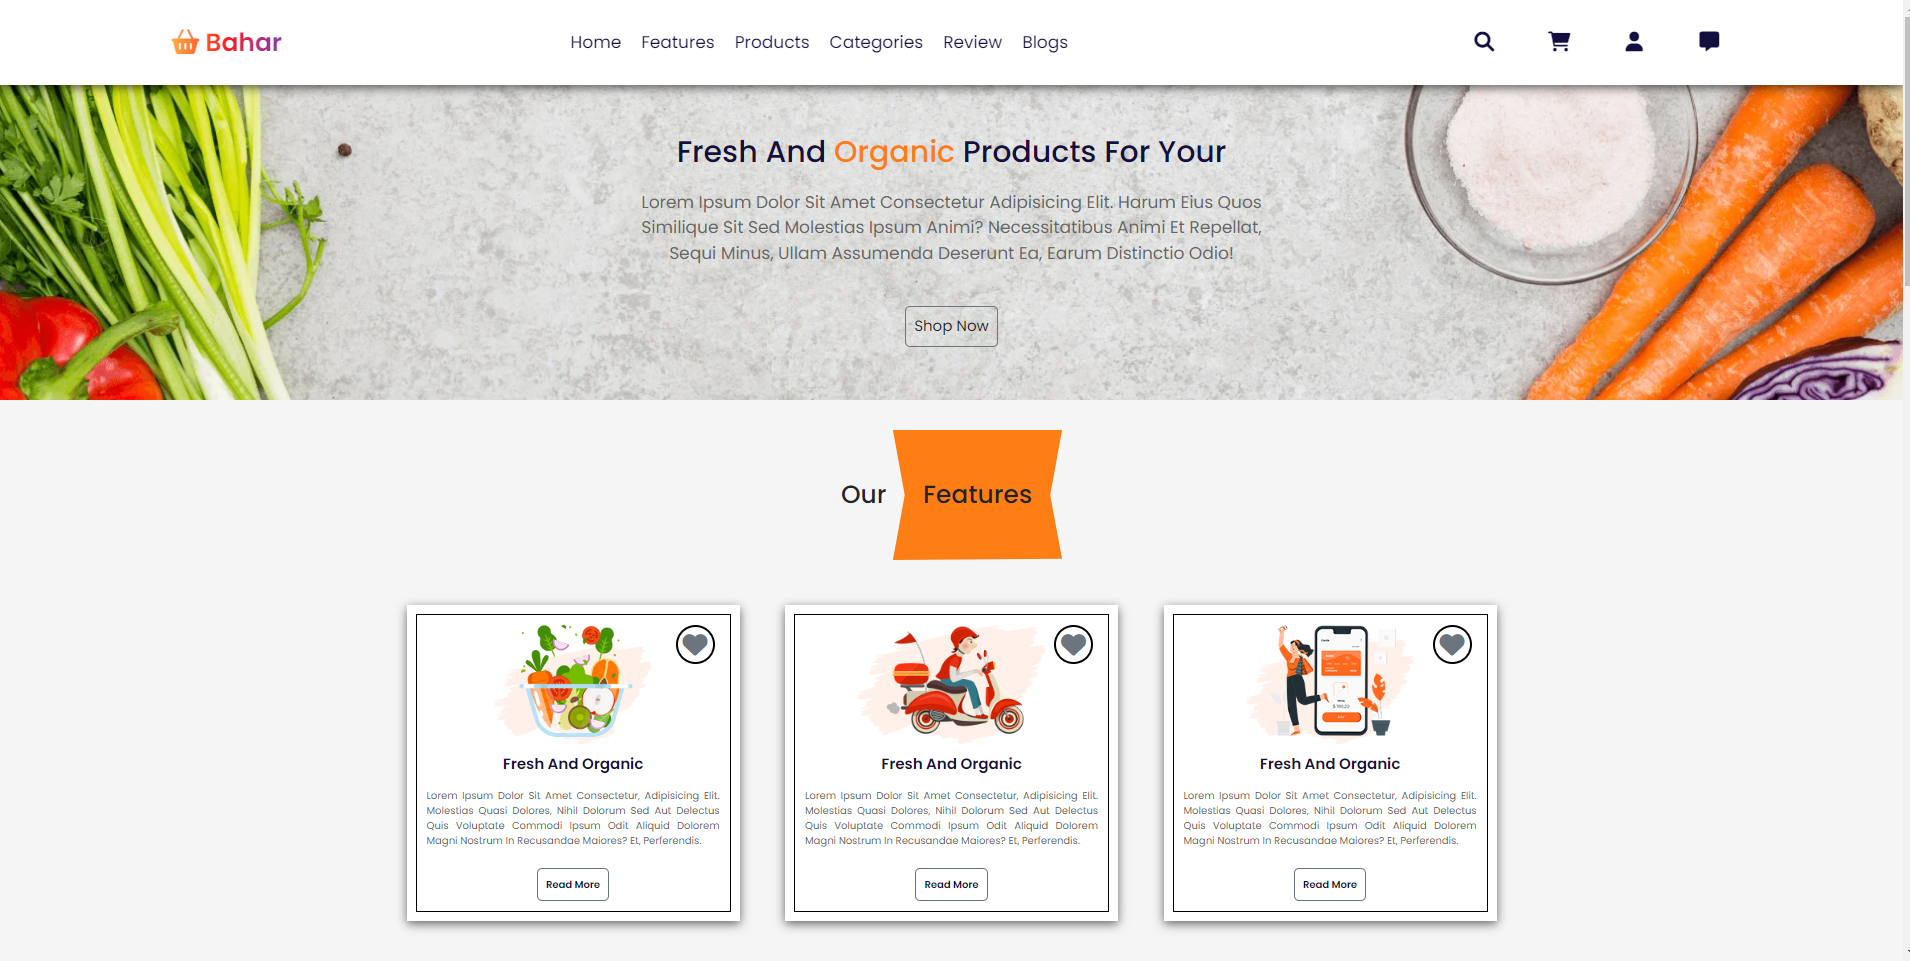 Bahar
Home Features Products Categories Review Blogs
Fresh And Organic Products For Your
Lorem Ipsum Dolor Sit Amet Consectetur Adipisicing Elit. Harum Eius Quos
Similique Sit Sed Molestias Ipsum Animi? Necessitatibus Animi Et Repellat,
Sequi Minus, Ullam Assumenda Deserunt Ea, Earum Distinctio Odio!
Shop Now
Our Features
Fresh And Organic
Lorem Ipsum Dolor Sit Amet Consectetur, Adipisicing Elit.
Molestias Quasi Dolores, Nihil Dolorum Sed Aut Delectus
Quis Voluptate Commodi Ipsum Odit Aliquid Dolorem
Magni Nostrum In Recusandae Maiores? Et, Perferendis.
Read More
Fresh And Organic
Lorem Ipsum Dolor Sit Amet Consectetur, Adipisicing Elit.
Molestias Quasi Dolores, Nihil Dolorum Sed Aut Delectus
Quis Voluptate Commodi Ipsum Odit Aliquid Dolorem
Magni Nostrum In Recusandae Maiores? Et, Perferendis.
Read More
Fresh And Organic
Lorem Ipsum Dolor Sit Amet Consectetur, Adipisicing Elit.
Molestias Quasi Dolores, Nihil Dolorum Sed Aut Delectus
Quis Voluptate Commodi Ipsum Odit Aliquid Dolorem
Magni Nostrum In Recusandae Maiores? Et, Perferendis.
Read More